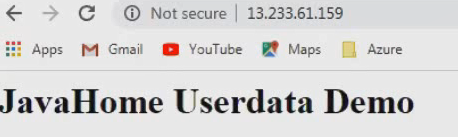 Not secure | 13.233.61.159
Apps Gmail YouTube Maps Azure
JavaHome Userdata Demo